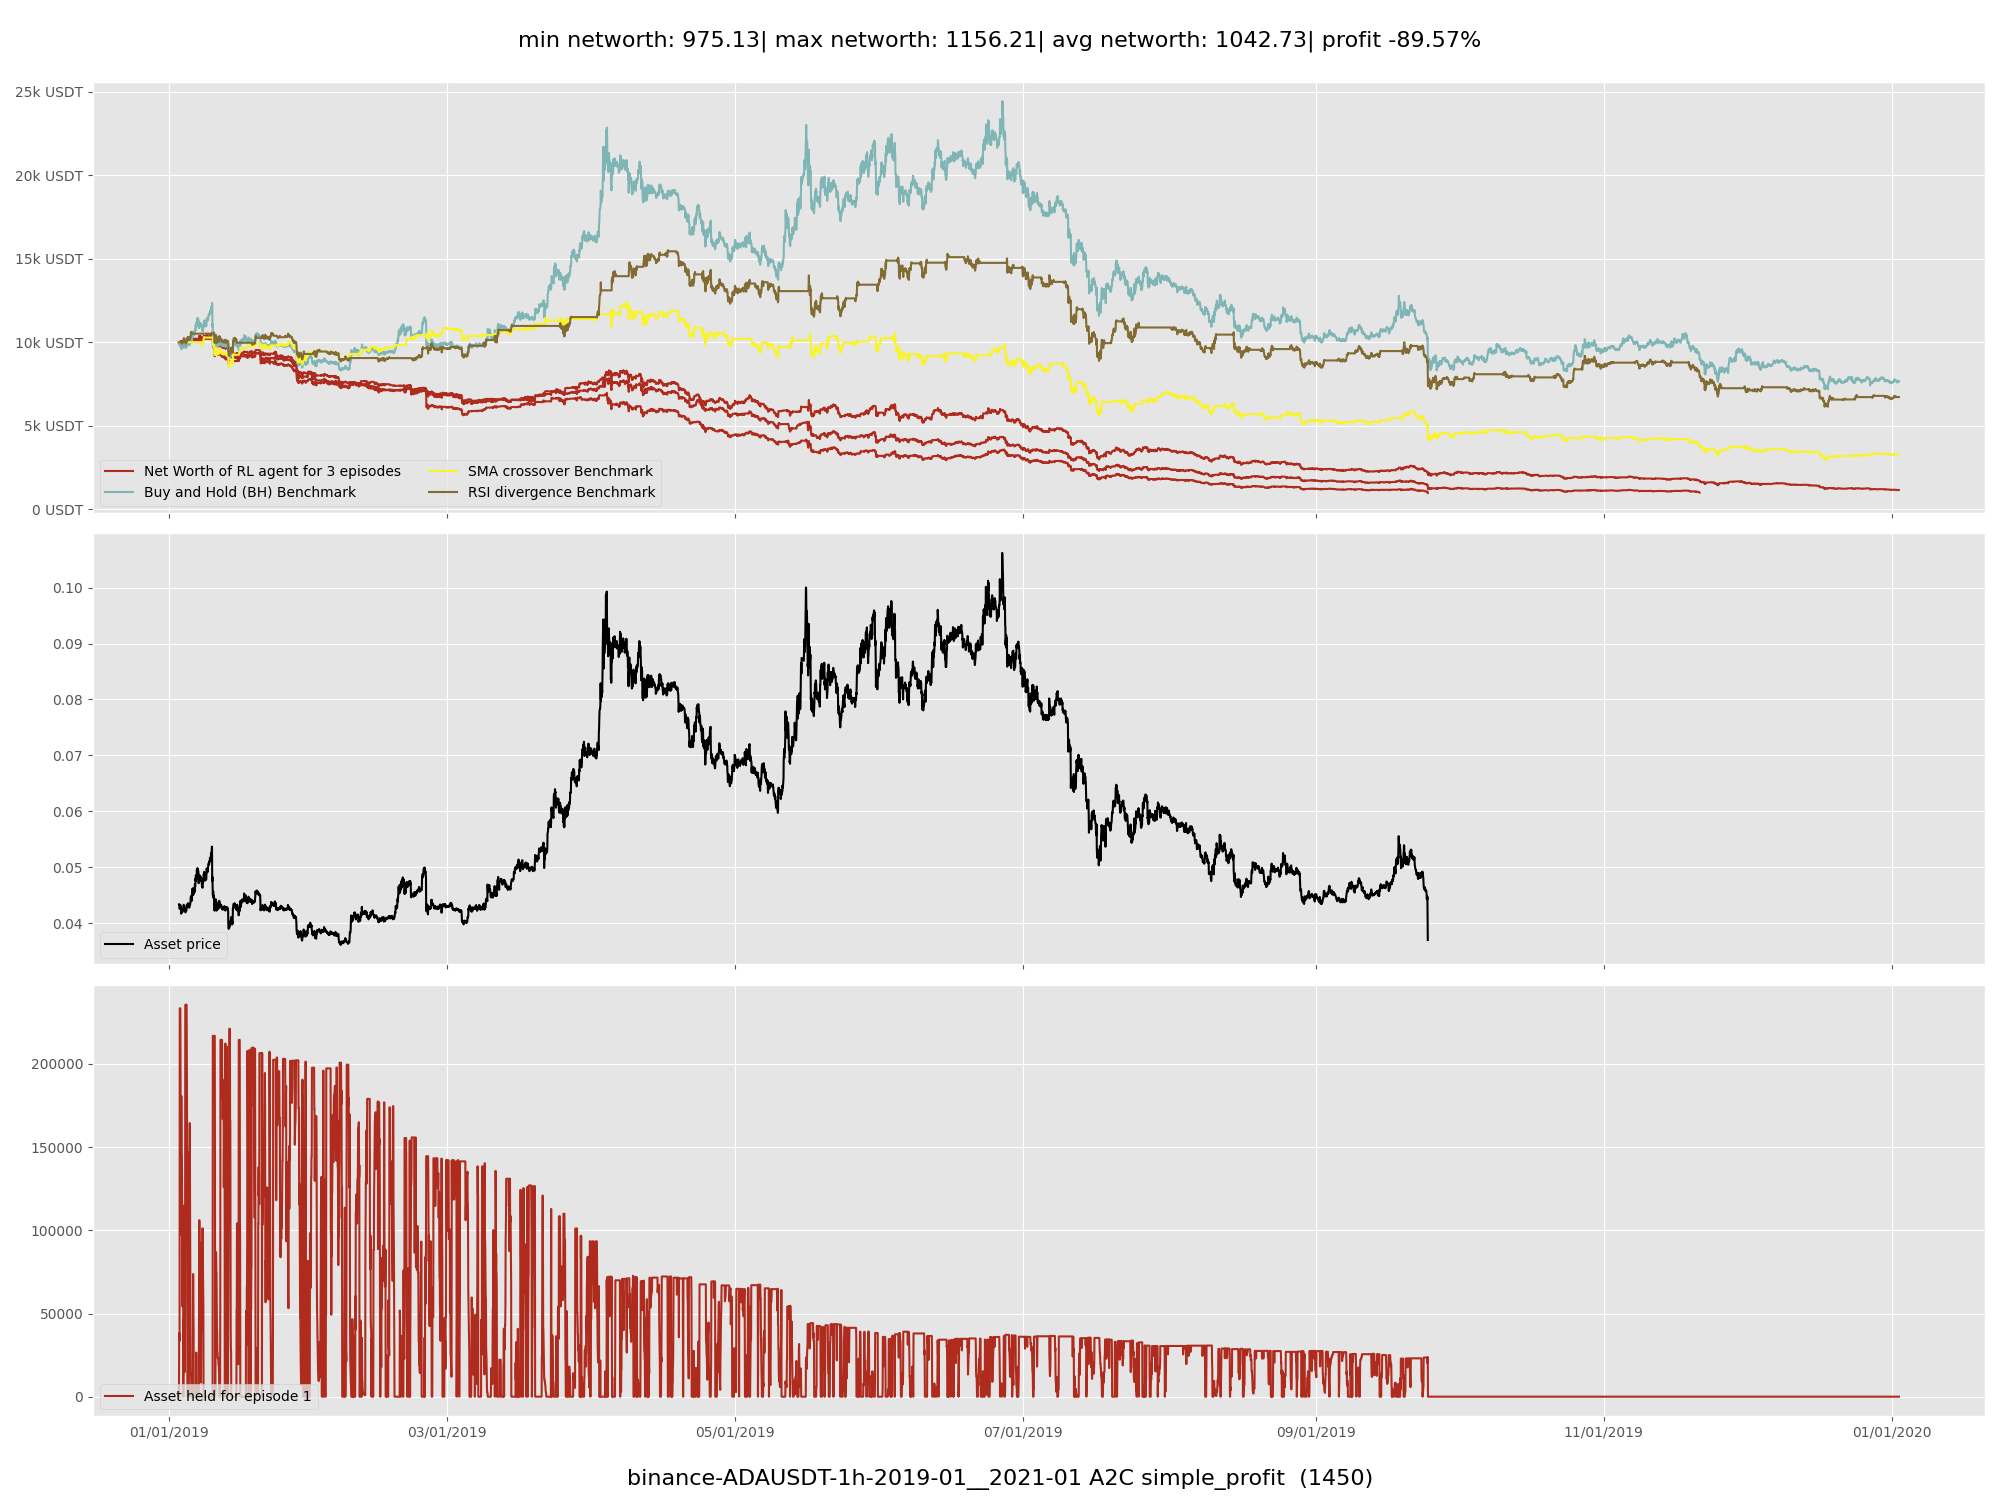 min networth: 975.13| max networth: 1156.21| avg networth: 1042.73| profit -89.57%
25k USDT
20k USDT
15k USDT
10k USDT
5k USDT
0 USDT
Net Worth of RL agent for 3 episodes
Buy and Hold (BH) Benchmark
SMA crossover Benchmark
RSI divergence Benchmark
0.10
0.09
0.08
0.07
0.06
0.05
0.04
Asset price
200000
150000
100000
50000
0
Asset held for episode 1
01/01/2019 03/01/2019 05/01/2019 07/01/2019 09/01/2019 11/01/2019 01/01/2020
binance-ADAUSDT-1h-2019-01__2021-01 A2C simple_profit (1450)